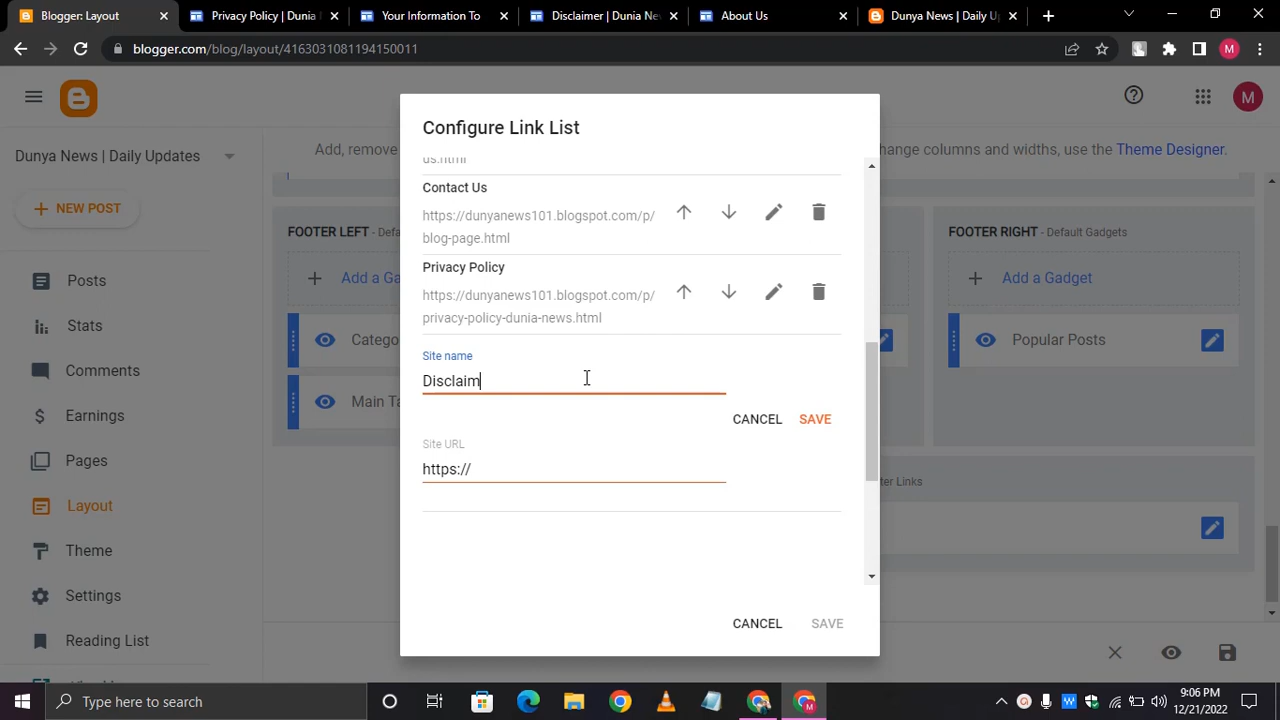 Blogger: Layout
Privacy Policy | Dunia
Your Information To
Disclaimer | Dunia Ne
About Us
Dunya News | Daily U
blogger.com/blog/layout/4163031081194150011
M
M
Dunya News | Daily Updates
Add, remove
hange columns and widths, use the Theme Designer.
NEW POST
Posts
Stats
Comments
Earnings
Pages
Layout
Theme
Settings
Reading List
FOOTER LEFT - Defa
Add a Ga
Catego
Main Ta
FOOTER RIGHT - Default Gadgets
Add a Gadget
Popular Posts
ter Links
Configure Link List
us.html
Contact Us
https://dunyanews101.blogspot.com/p/
blog-page.html
Privacy Policy
https://dunyanews101.blogspot.com/p/
privacy-policy-dunia-news.html
Site name
Disclaim
CANCEL SAVE
Site URL
https://
CANCEL SAVE
Type here to search
9:06 PM
12/21/2022